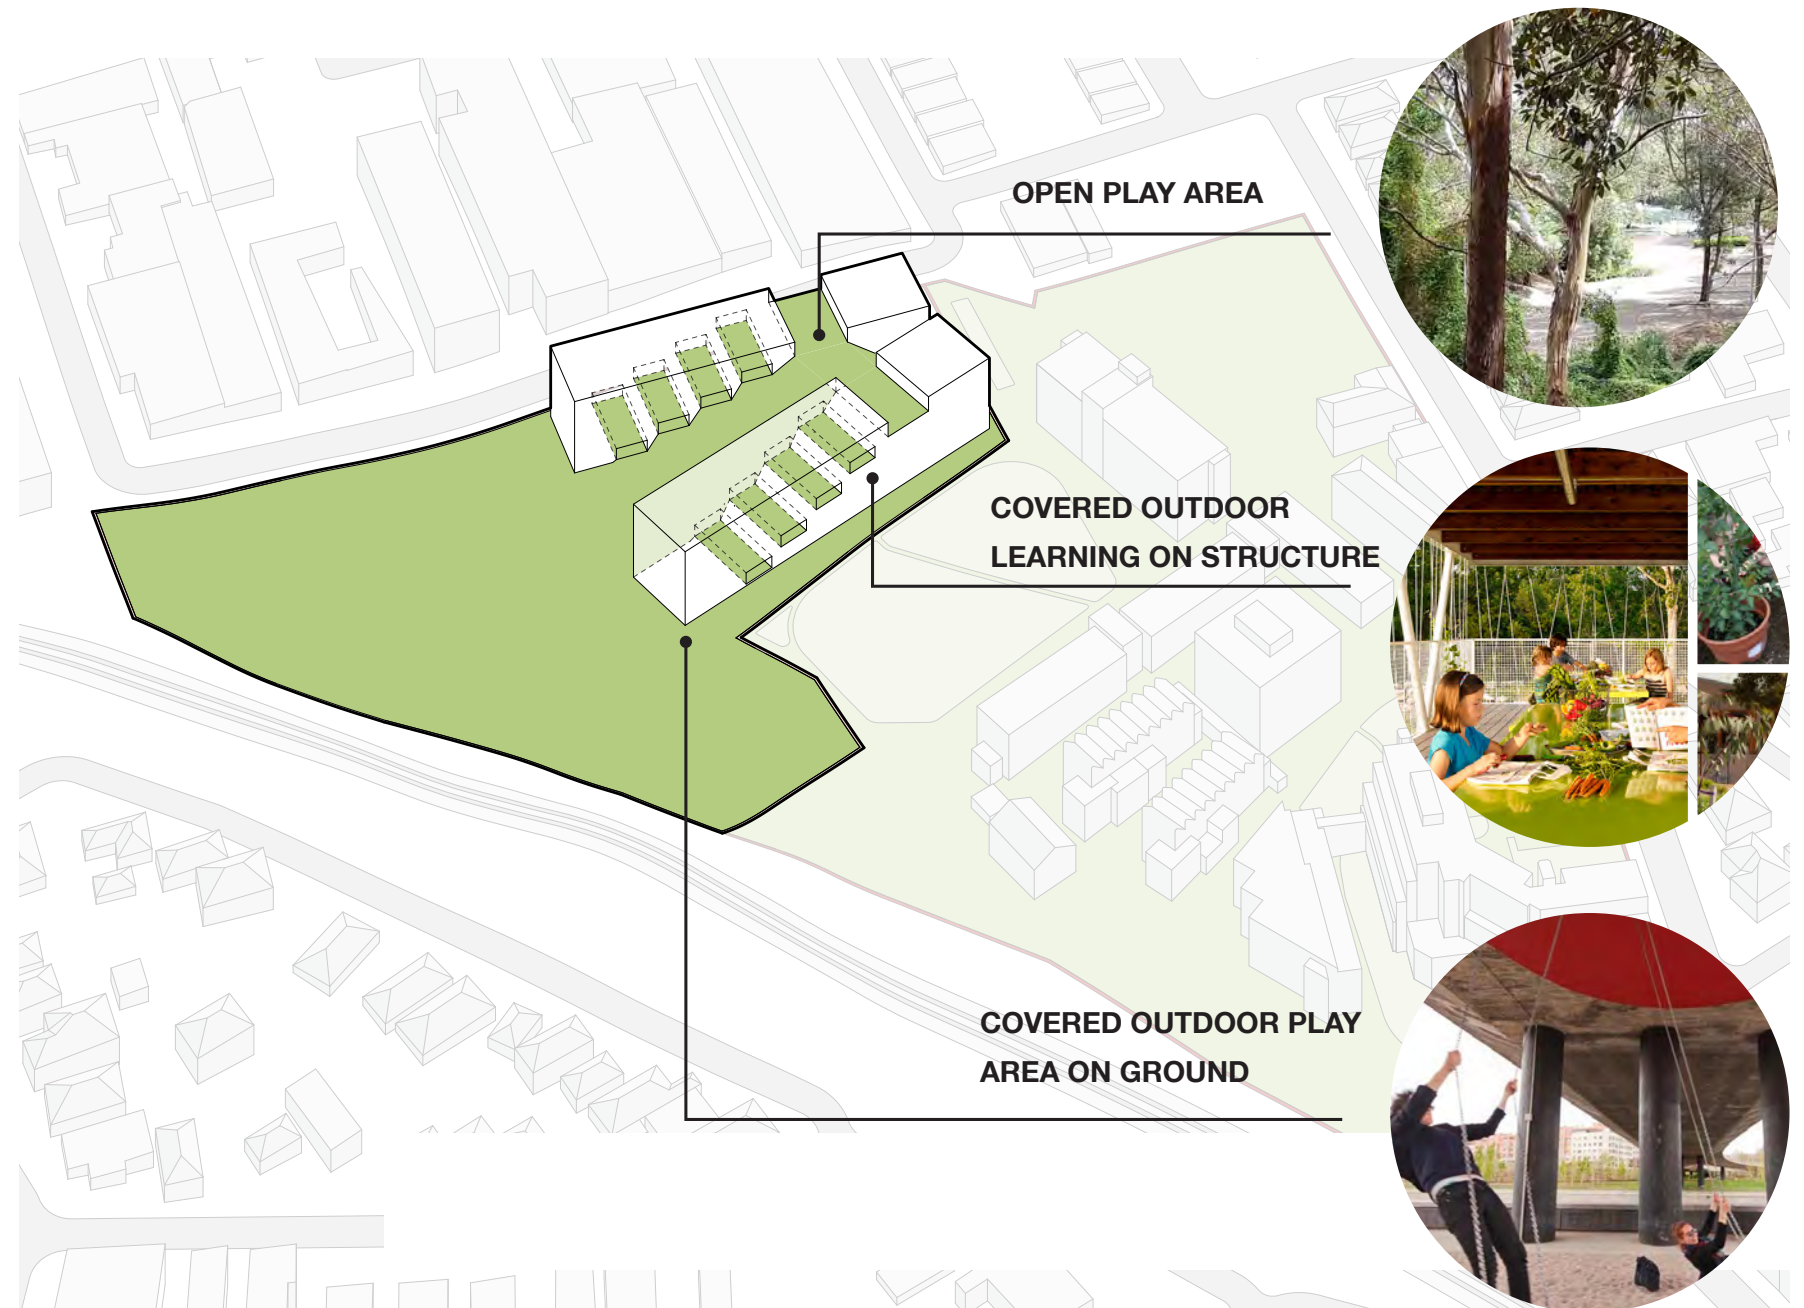 OPEN PLAY AREA
COVERED OUTDOOR
LEARNING ON STRUCTURE
COVERED OUTDOOR PLAY
AREA ON GROUND